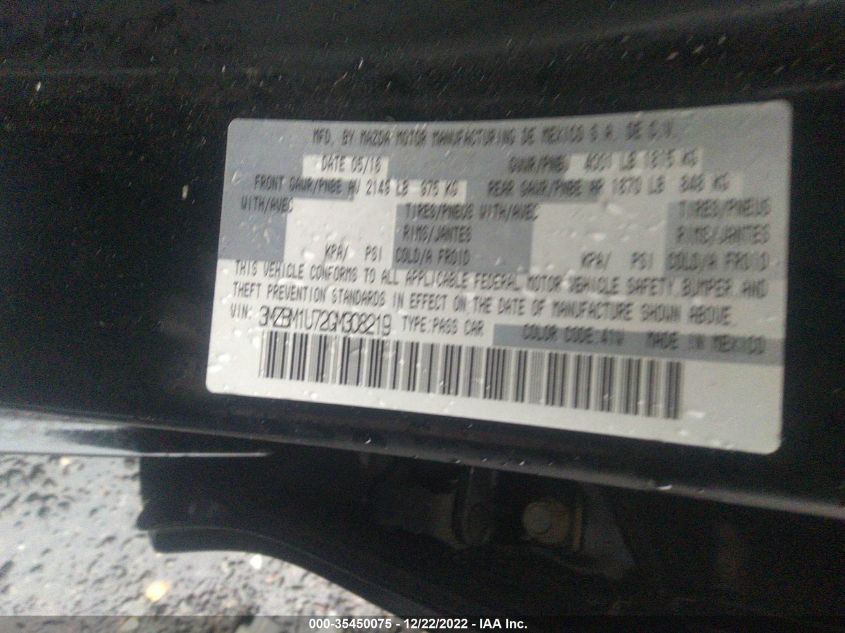 MFD. BY MAZDA MOTOR MANUFACTURING DE MEXICO S.A. DE C.V.
DATE 05/16 GVWR/PNBV 4001 LB 1815 KG
FRONT GAWR/PNBE AV 2149 LB 975 KG REAR GAWR/PNBE AR 1870 LB 848 KG
WITH/AVEC TIRES/PNEUS WITH/AVEC TIRES/PNEUS
RIMS/JANTES RIMS/JANTES
KPA/ PSI COLD/A FROID KPA/ PSI COLD/A FROID
THIS VEHICLE CONFORMS TO ALL APPLICABLE FEDERAL MOTOR VEHICLE SAFETY, BUMPER, AND
THEFT PREVENTION STANDARDS IN EFFECT ON THE DATE OF MANUFACTURE SHOWN ABOVE.
VIN: 3MZBM1U72GM308219 TYPE:PASS CAR COLOR CODE:41W MADE IN MEXICO
000-35450075 - 12/22/2022 - IAA Inc.